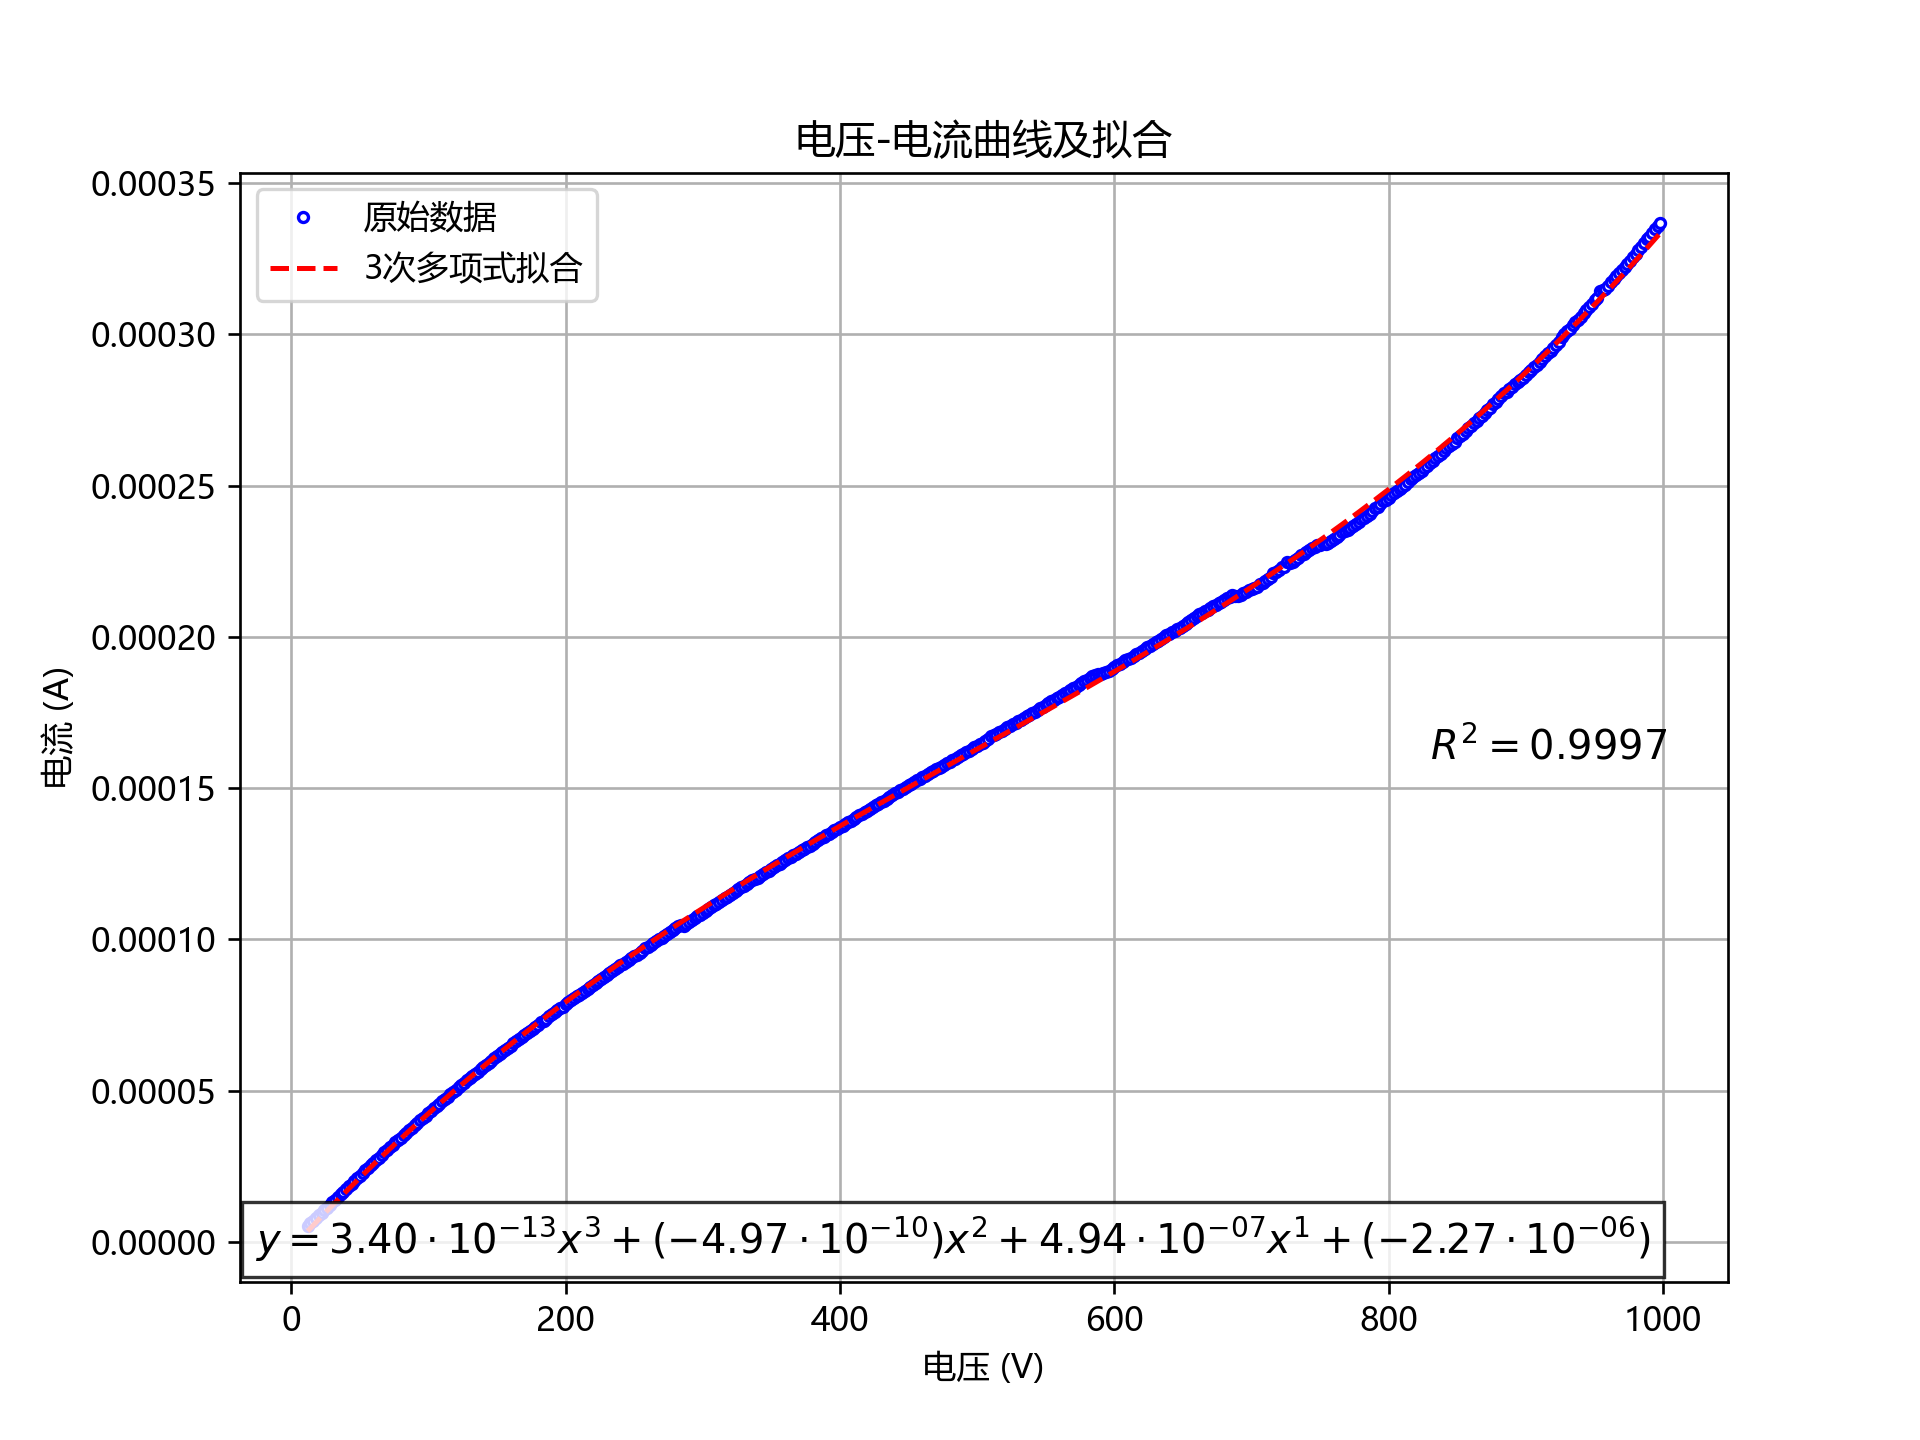 电压-电流曲线及拟合
原始数据
3次多项式拟合
0.00035
0.00030
0.00025
0.00020
0.00015
0.00010
0.00005
0.00000
电流 (A)
R² = 0.9997
y = 3.40 · 10⁻¹³x³ + (−4.97 · 10⁻¹⁰)x² + 4.94 · 10⁻⁰⁷x¹ + (−2.27 · 10⁻⁰⁶)
0 200 400 600 800 1000
电压 (V)